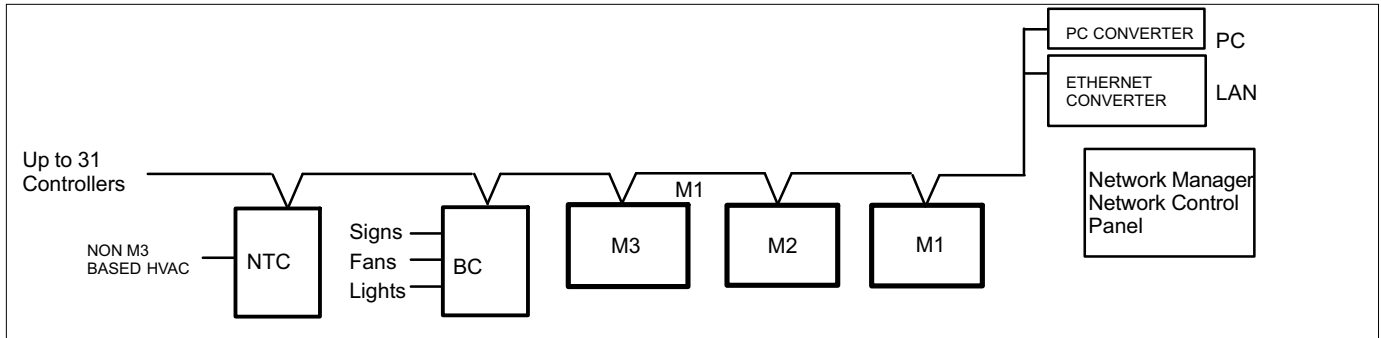 PC CONVERTER
PC
ETHERNET
CONVERTER
LAN
Up to 31
Controllers
M1
Network Manager
Network Control
Panel
NON M3
BASED HVAC
NTC
Signs
Fans
Lights
BC
M3
M2
M1